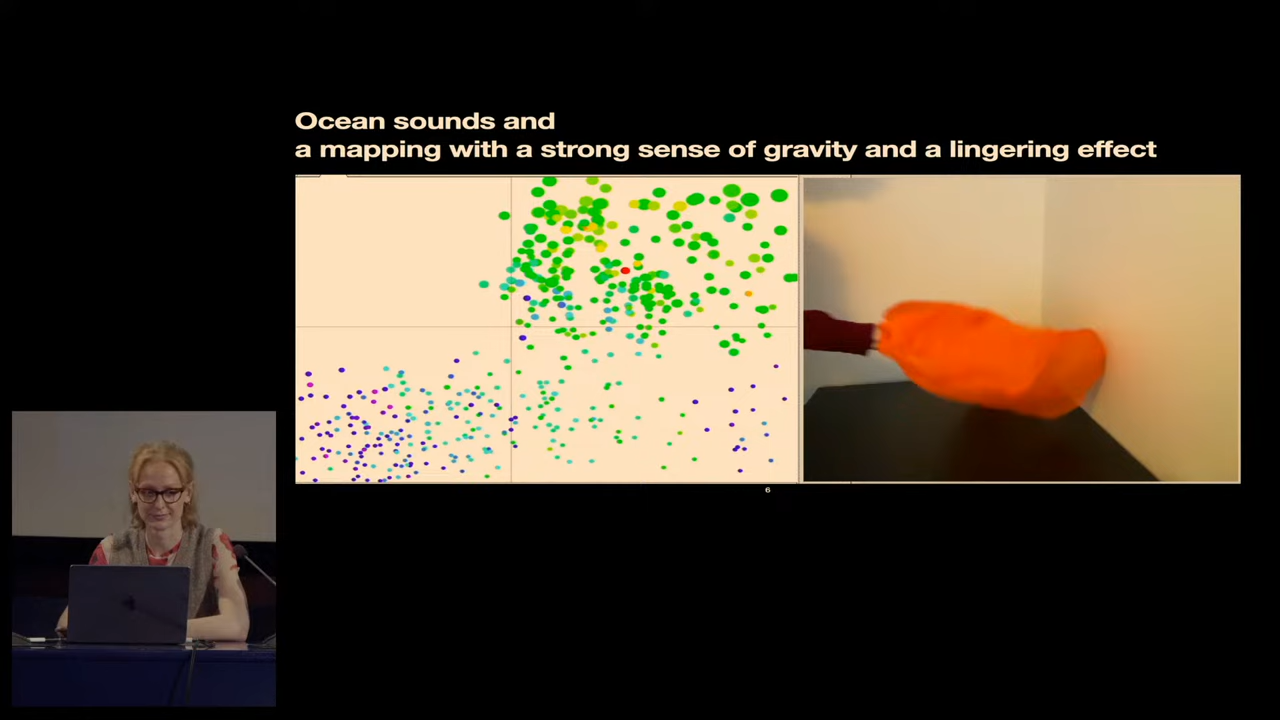 Ocean sounds and
a mapping with a strong sense of gravity and a lingering effect
6